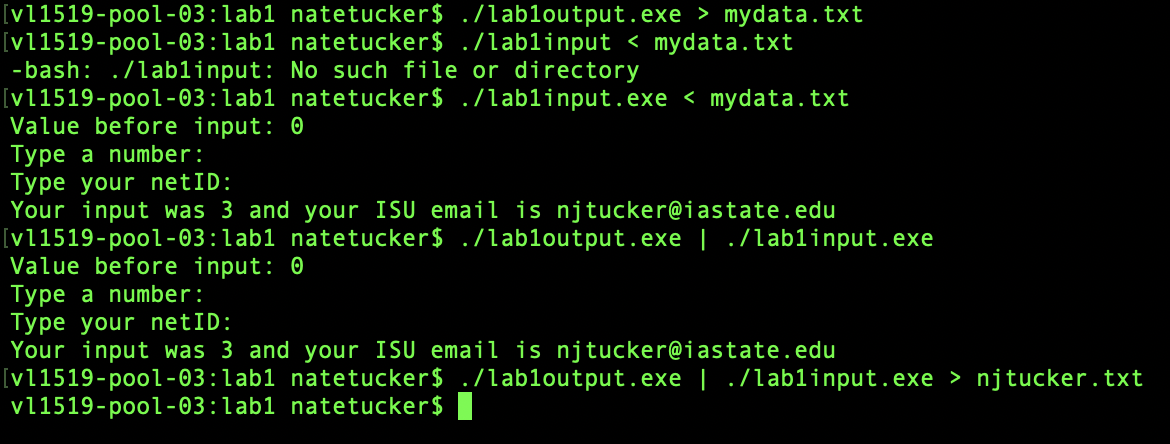 [vl1519-pool-03:lab1 natetucker$ ./lab1output.exe > mydata.txt
[vl1519-pool-03:lab1 natetucker$ ./lab1input < mydata.txt
-bash: ./lab1input: No such file or directory
[vl1519-pool-03:lab1 natetucker$ ./lab1input.exe < mydata.txt
Value before input: 0
Type a number:
Type your netID:
Your input was 3 and your ISU email is njtucker@iastate.edu
[vl1519-pool-03:lab1 natetucker$ ./lab1output.exe | ./lab1input.exe
Value before input: 0
Type a number:
Type your netID:
Your input was 3 and your ISU email is njtucker@iastate.edu
[vl1519-pool-03:lab1 natetucker$ ./lab1output.exe | ./lab1input.exe > njtucker.txt
vl1519-pool-03:lab1 natetucker$